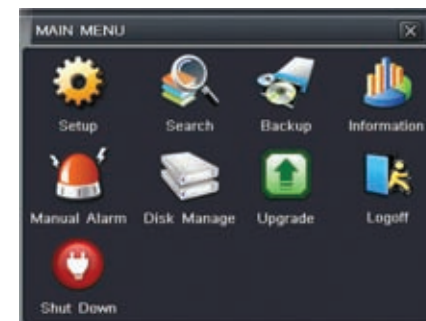 MAIN MENU
Setup Search Backup Information
Manual Alarm Disk Manage Upgrade Logoff
Shut Down